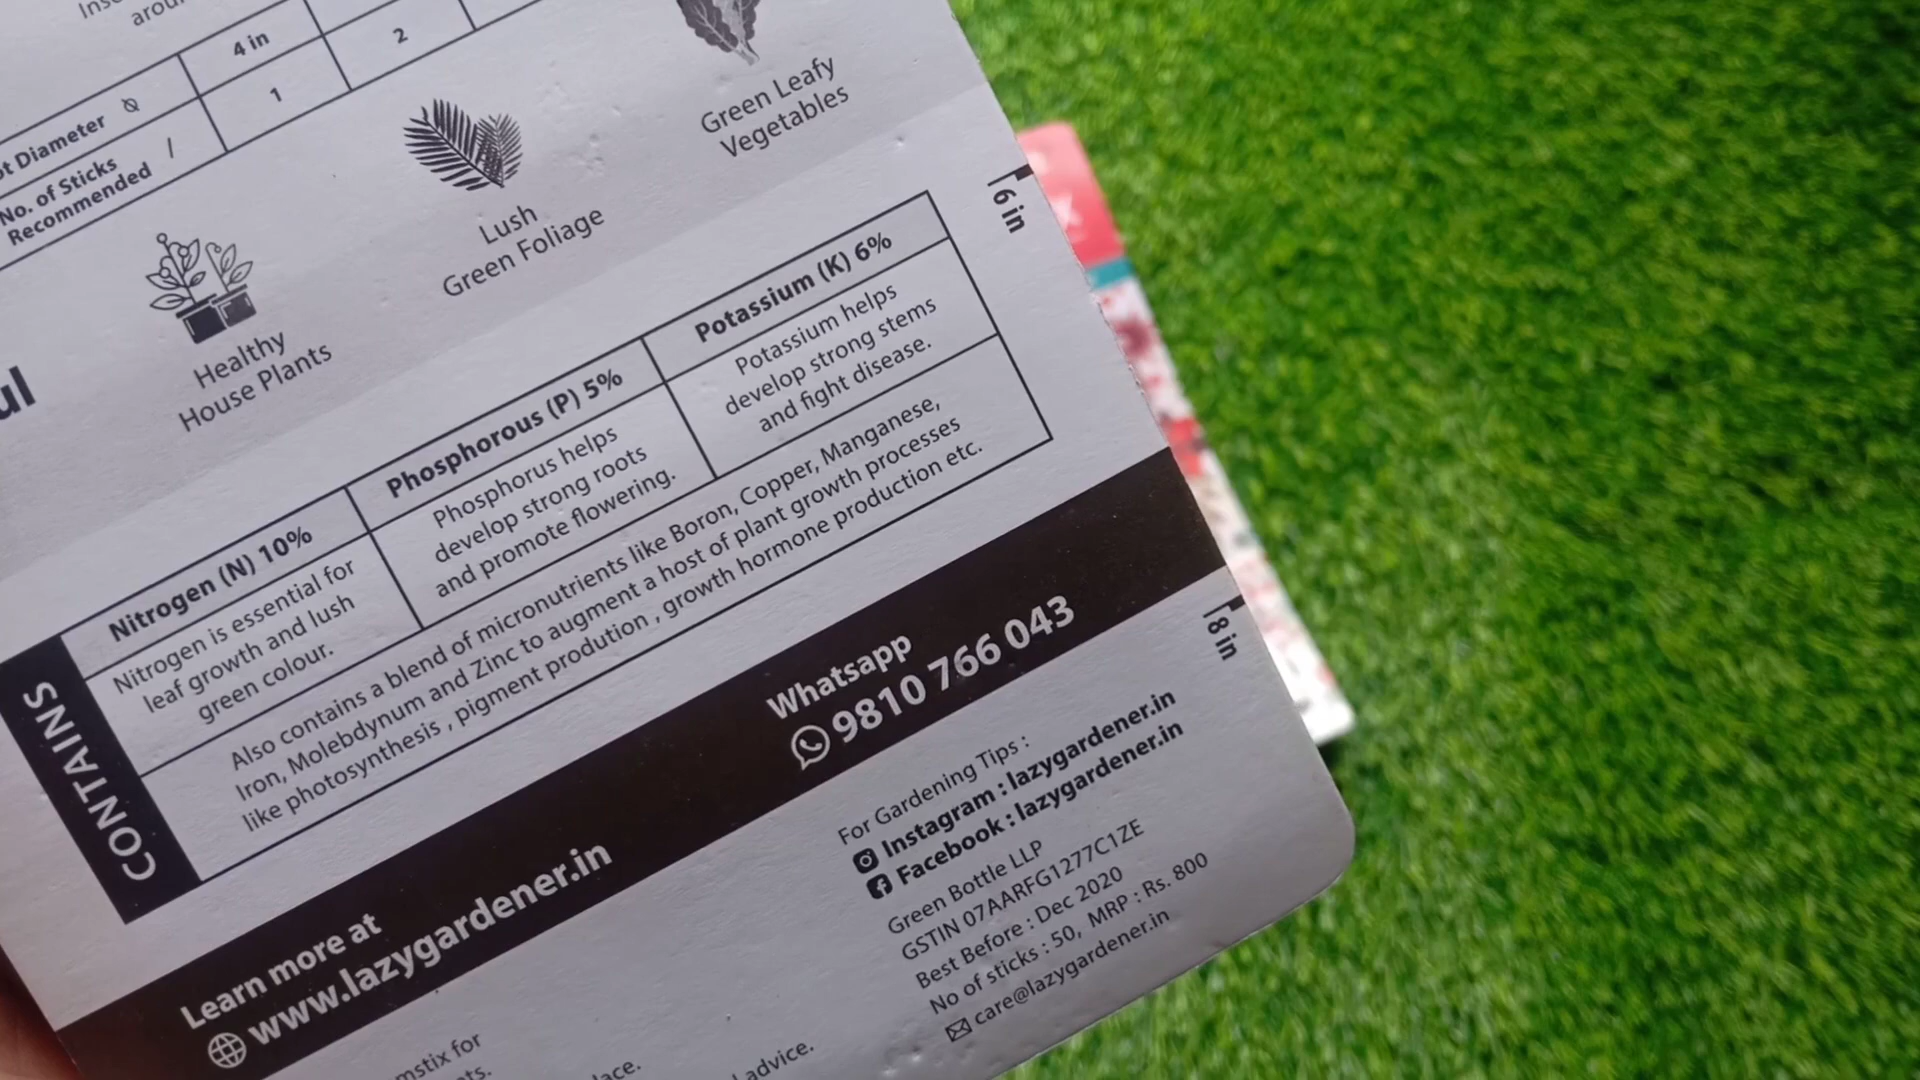 4 in
2
1
Diameter
No. of Sticks
Recommended
Green Leafy
Vegetables
Lush
Green Foliage
Healthy
House Plants
6 in
CONTAINS
Nitrogen (N) 10%
Nitrogen is essential for
leaf growth and lush
green colour.
Phosphorous (P) 5%
Phosphorus helps
develop strong roots
and promote flowering.
Potassium (K) 6%
Potassium helps
develop strong stems
and fight disease.
Also contains a blend of micronutrients like Boron, Copper, Manganese,
Iron, Molebdynum and Zinc to augment a host of plant growth processes
like photosynthesis , pigment prodution , growth hormone production etc.
8 in
Learn more at
www.lazygardener.in
Whatsapp
9810 766 043
For Gardening Tips :
Instagram : lazygardener.in
Facebook : lazygardener.in
Green Bottle LLP
GSTIN 07AARFG1277C1ZE
Best Before : Dec 2020
No of sticks : 50, MRP : Rs. 800
care@lazygardener.in
for
advice.